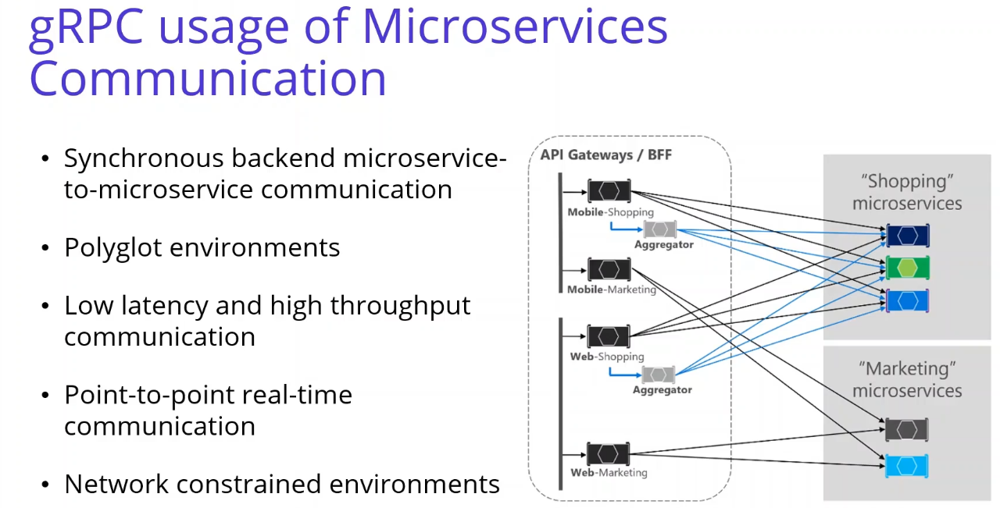 gRPC usage of Microservices
Communication
• Synchronous backend microservice-
to-microservice communication
• Polyglot environments
• Low latency and high throughput
communication
• Point-to-point real-time
communication
• Network constrained environments
API Gateways / BFF
Mobile-Shopping
Aggregator
Mobile-Marketing
Web-Shopping
Aggregator
Web-Marketing
“Shopping”
microservices
“Marketing”
microservices